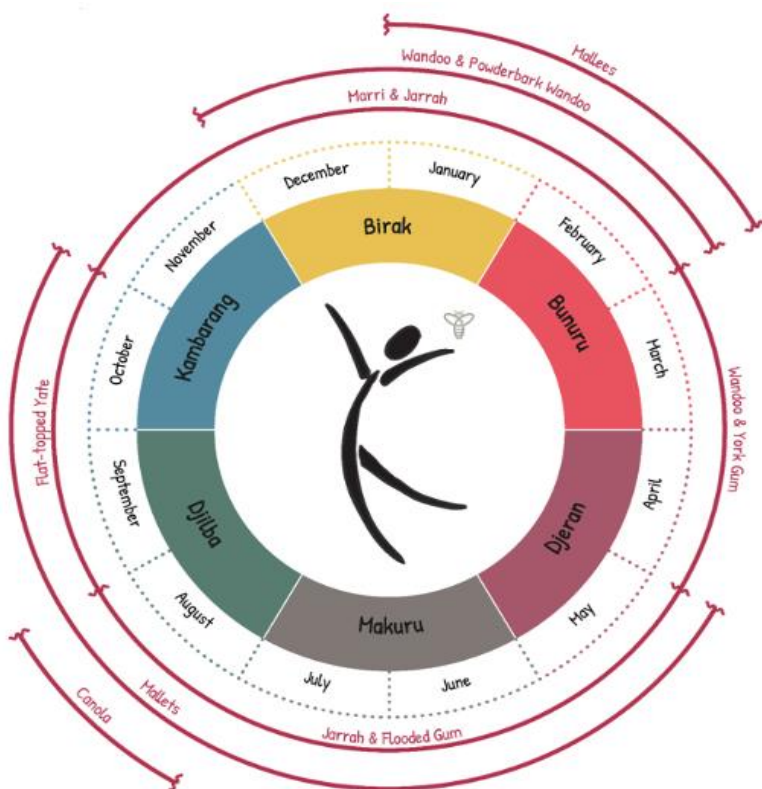 Mallees
Wandoo & Powderbark Wandoo
Marri & Jarrah
December
January
Birak
November
February
Kambarang
Bunuru
October
March
Flat-topped Yate
Wandoo & York Gum
September
April
Djilba
Djeran
August
May
Makuru
July
June
Mallets
Canola
Jarrah & Flooded Gum